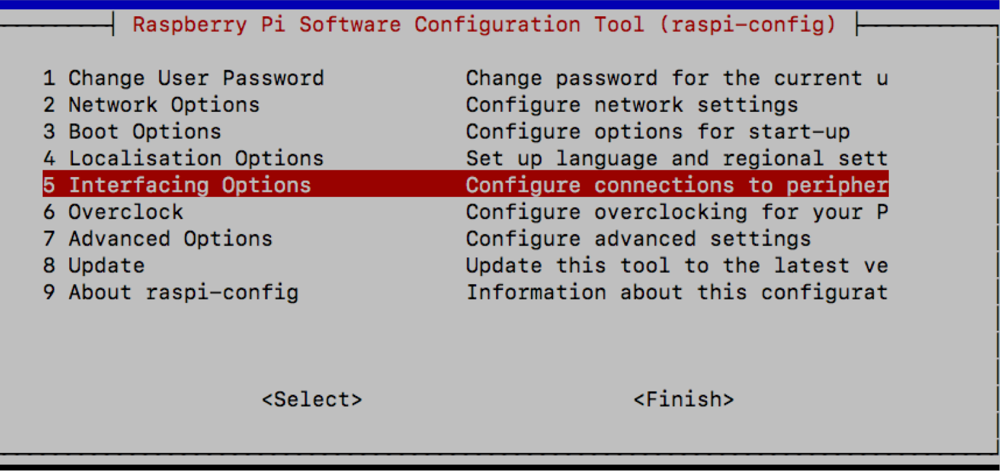 Raspberry Pi Software Configuration Tool (raspi-config)
1 Change User Password Change password for the current u
2 Network Options Configure network settings
3 Boot Options Configure options for start-up
4 Localisation Options Set up language and regional sett
5 Interfacing Options Configure connections to peripher
6 Overclock Configure overclocking for your P
7 Advanced Options Configure advanced settings
8 Update Update this tool to the latest ve
9 About raspi-config Information about this configurat
<Select> <Finish>